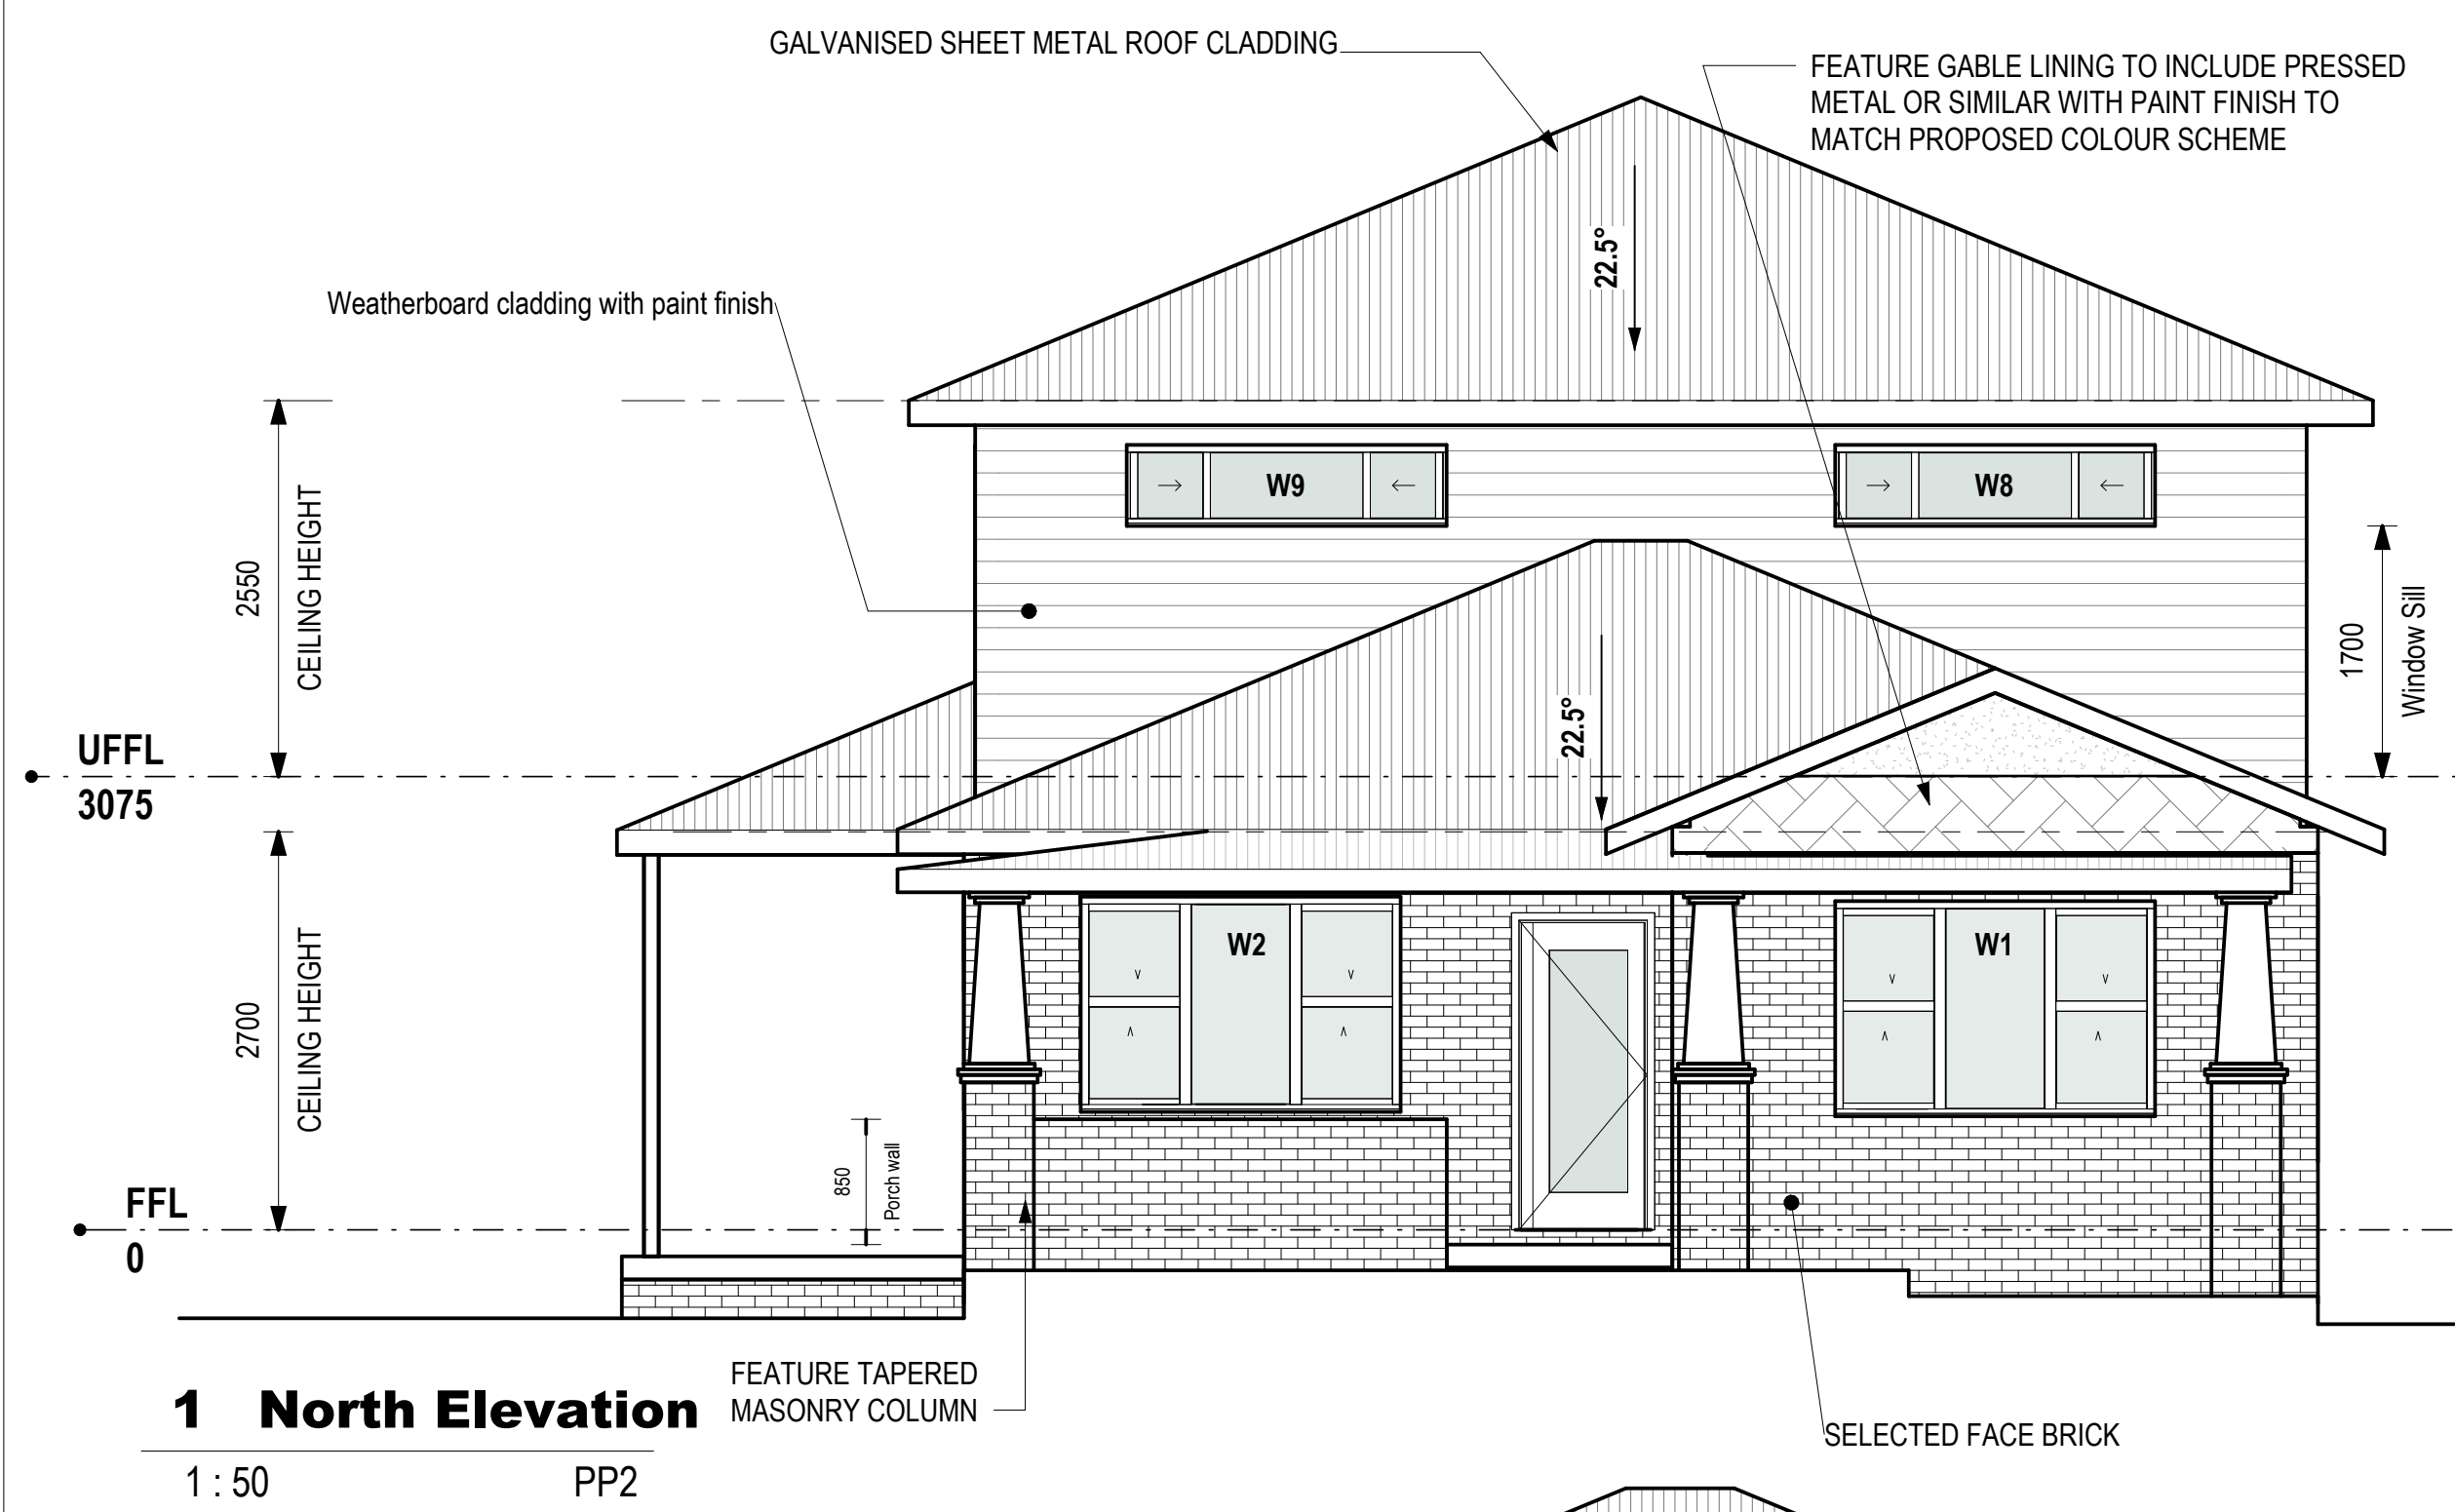 GALVANISED SHEET METAL ROOF CLADDING
FEATURE GABLE LINING TO INCLUDE PRESSED
METAL OR SIMILAR WITH PAINT FINISH TO
MATCH PROPOSED COLOUR SCHEME
22.5°
Weatherboard cladding with paint finish
W9
W8
2550
CEILING HEIGHT
1700
Window Sill
22.5°
UFFL
3075
W2
W1
2700
CEILING HEIGHT
850
Porch wall
FFL
0
FEATURE TAPERED
MASONRY COLUMN
SELECTED FACE BRICK
1 North Elevation
1 : 50 PP2